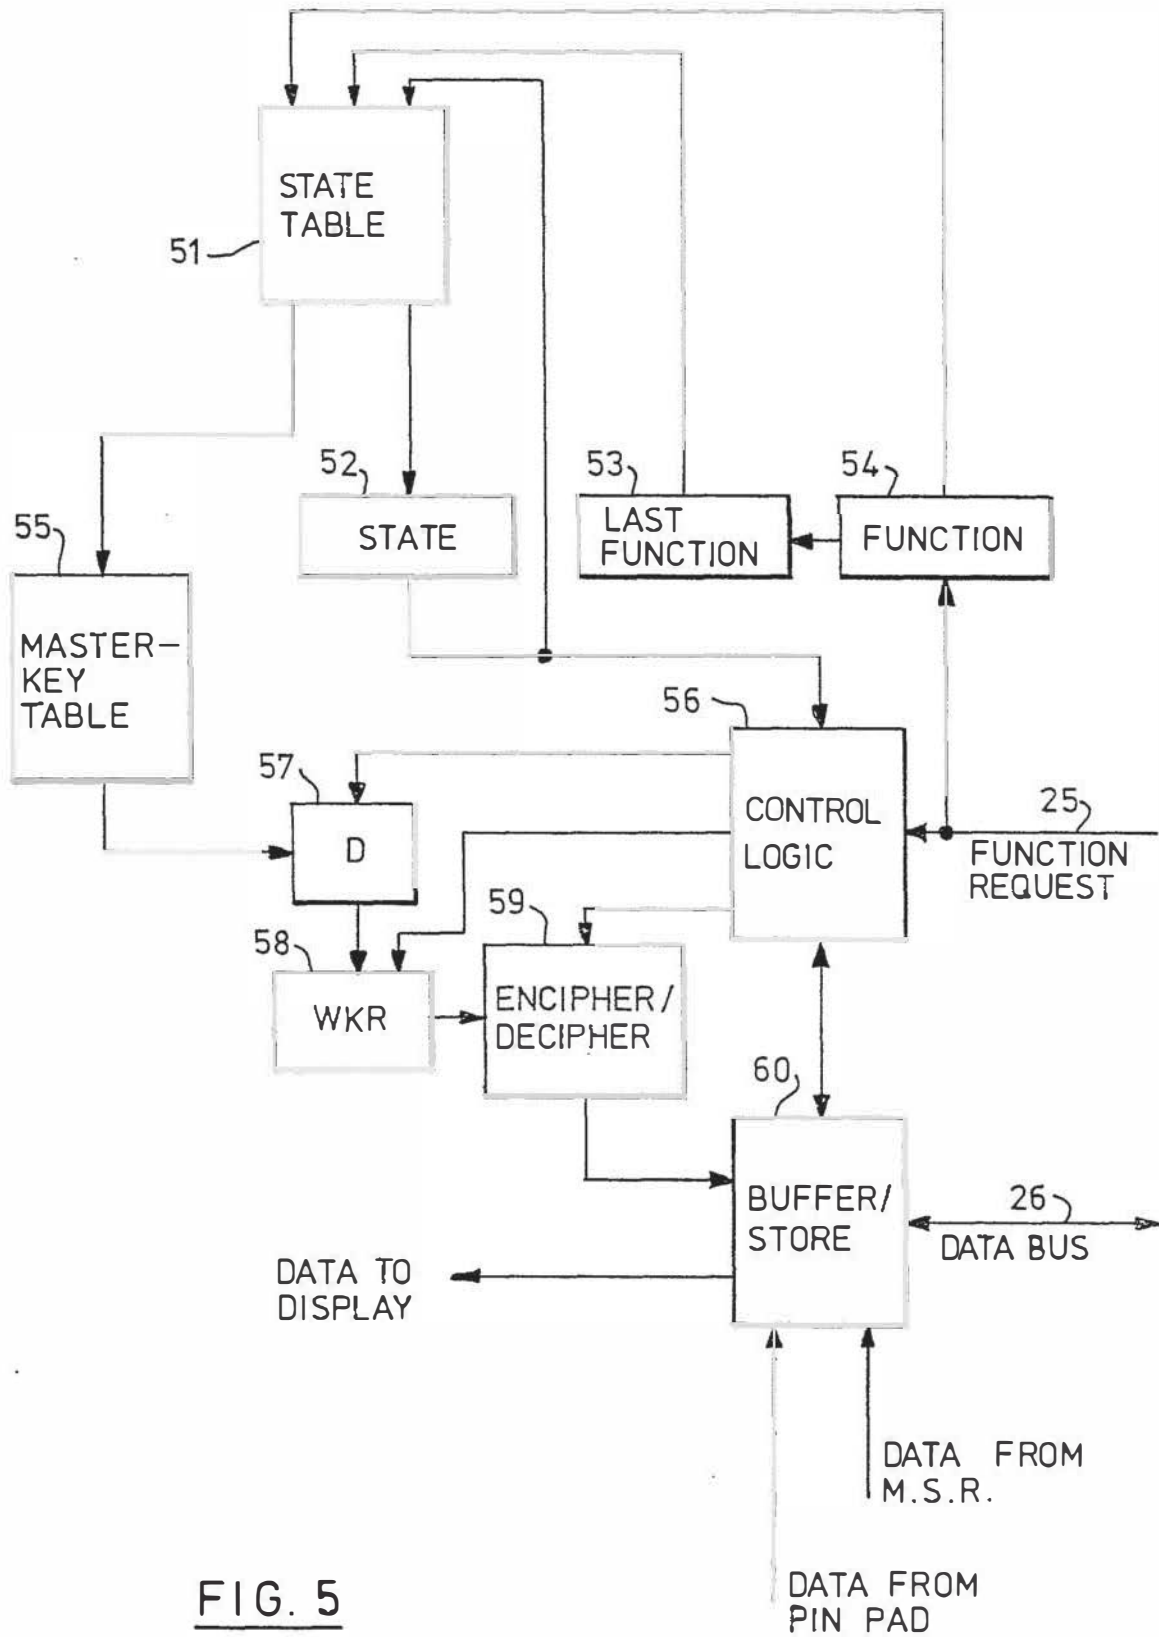 STATE
TABLE
51
52
STATE
53
LAST
FUNCTION
54
FUNCTION
55
MASTER-
KEY
TABLE
56
CONTROL
LOGIC
25
FUNCTION
REQUEST
57
D
58
WKR
59
ENCIPHER/
DECIPHER
60
BUFFER/
STORE
26
DATA BUS
DATA TO
DISPLAY
DATA FROM
M.S.R.
DATA FROM
PIN PAD
FIG. 5